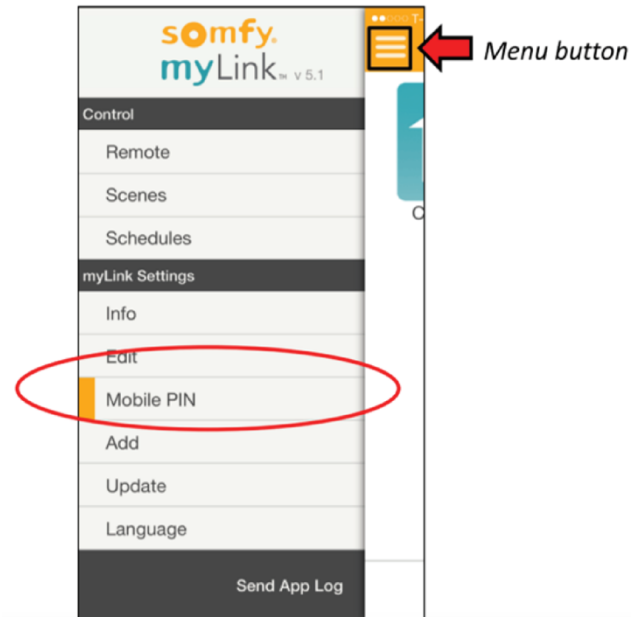 somfy.
myLink™ v 5.1
T-
Menu button
Control
Remote
Scenes
Schedules
C
myLink Settings
Info
Edit
Mobile PIN
Add
Update
Language
Send App Log